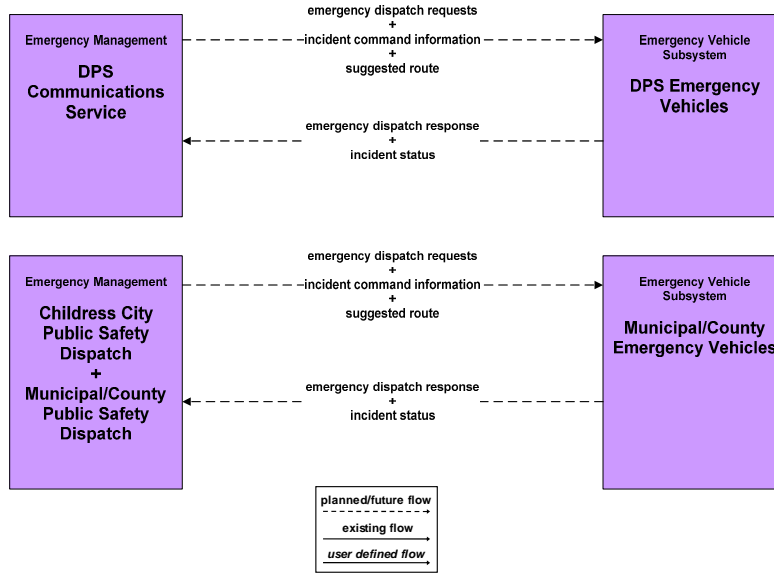 Emergency Management
DPS
Communications
Service
emergency dispatch requests
+
incident command information
+
suggested route
emergency dispatch response
+
incident status
Emergency Vehicle
Subsystem
DPS Emergency
Vehicles
Emergency Management
Childress City
Public Safety
Dispatch
+
Municipal/County
Public Safety
Dispatch
emergency dispatch requests
+
incident command information
+
suggested route
emergency dispatch response
+
incident status
Emergency Vehicle
Subsystem
Municipal/County
Emergency Vehicles
planned/future flow
existing flow
user defined flow